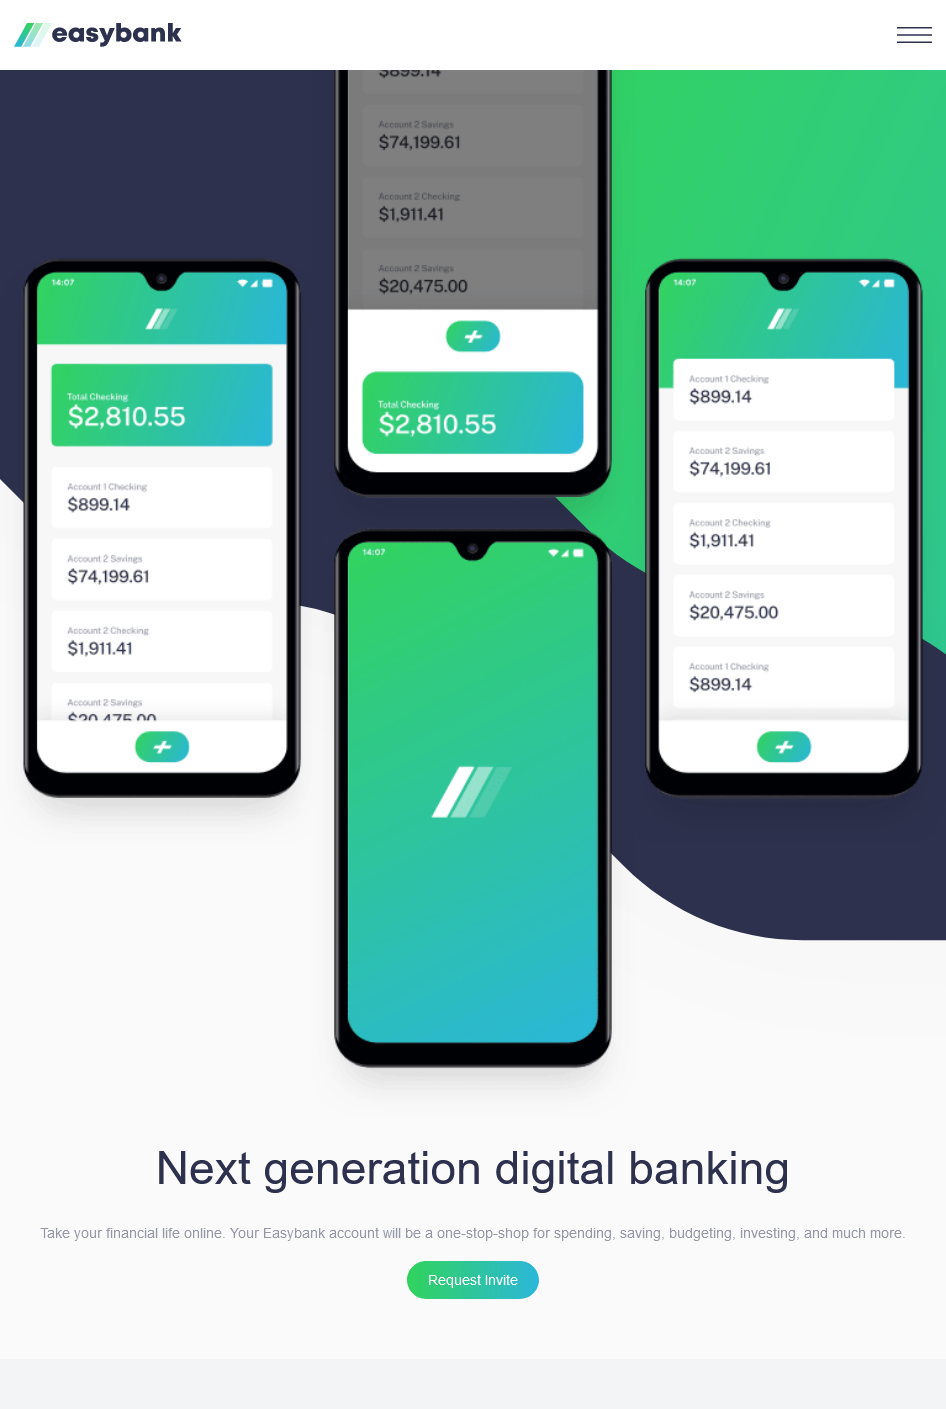 easybank
$899.14
Account 2 Savings
$74,199.61
Account 2 Checking
$1,911.41
Account 2 Savings
$20,475.00
Total Checking
$2,810.55
14:07
Total Checking
$2,810.55
Account 1 Checking
$899.14
Account 2 Savings
$74,199.61
Account 2 Checking
$1,911.41
Account 2 Savings
$20,475.00
14:07
14:07
Account 1 Checking
$899.14
Account 2 Savings
$74,199.61
Account 2 Checking
$1,911.41
Account 2 Savings
$20,475.00
Account 1 Checking
$899.14
Next generation digital banking
Take your financial life online. Your Easybank account will be a one-stop-shop for spending, saving, budgeting, investing, and much more.
Request Invite